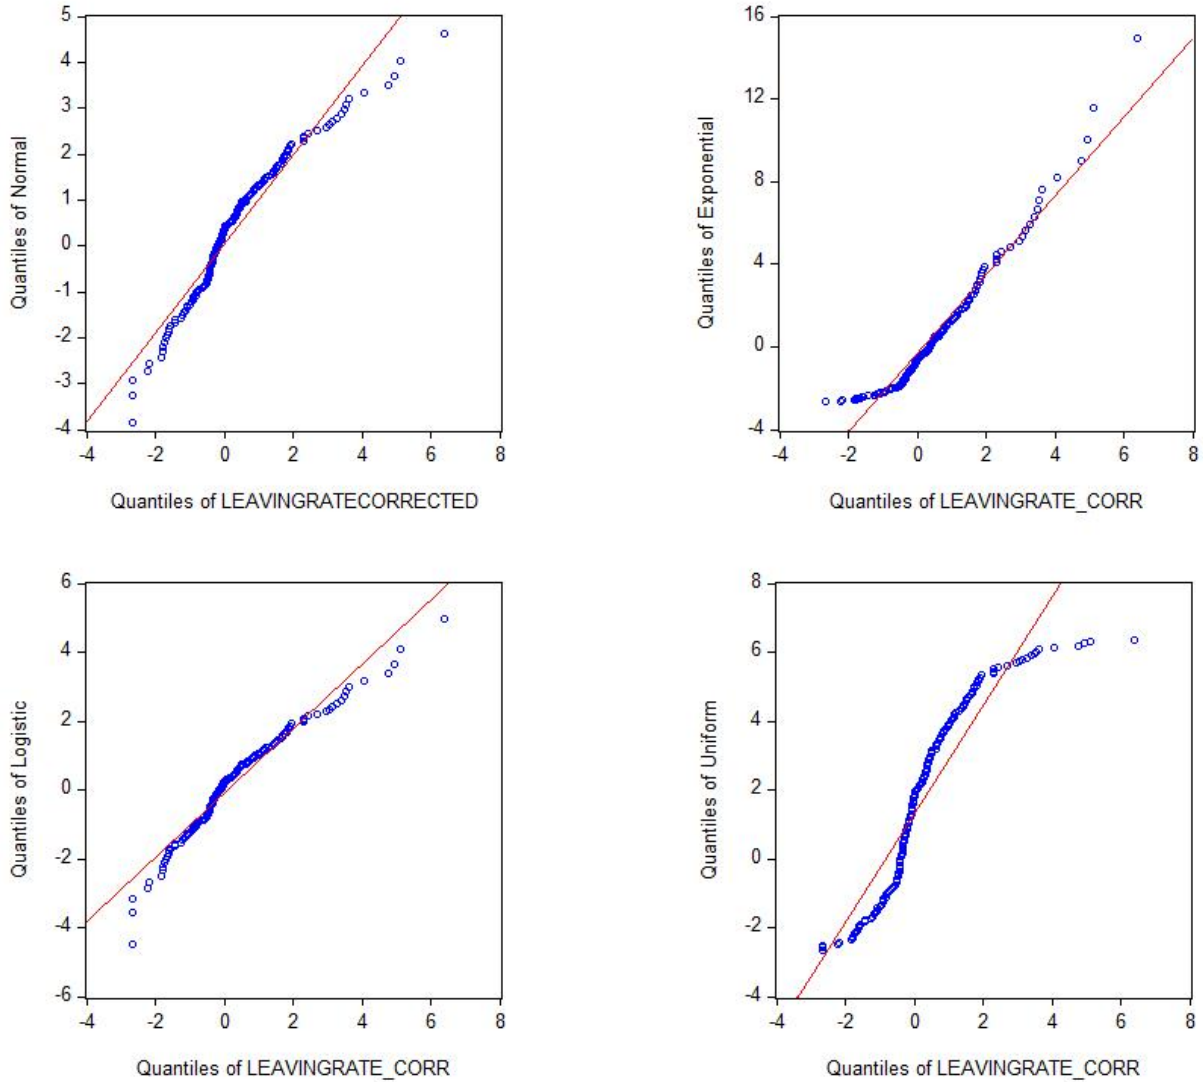 5
4
3
2
1
0
-1
-2
-3
-4
-4 -2 0 2 4 6 8
Quantiles of Normal
Quantiles of LEAVINGRATECORRECTED
16
12
8
4
0
-4
-4 -2 0 2 4 6 8
Quantiles of Exponential
Quantiles of LEAVINGRATE_CORR
6
4
2
0
-2
-4
-6
-4 -2 0 2 4 6 8
Quantiles of Logistic
Quantiles of LEAVINGRATE_CORR
8
6
4
2
0
-2
-4
-4 -2 0 2 4 6 8
Quantiles of Uniform
Quantiles of LEAVINGRATE_CORR